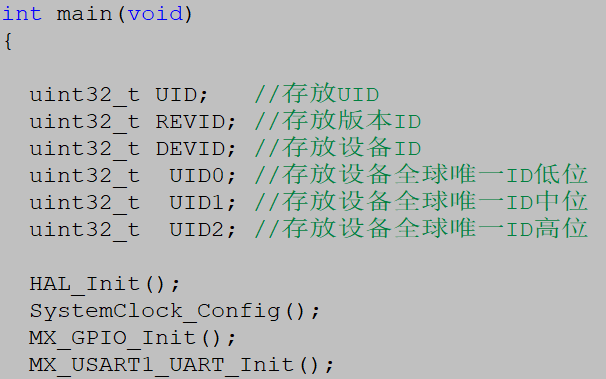 int main(void)
{
uint32_t UID; //存放UID
uint32_t REVID; //存放版本ID
uint32_t DEVID; //存放设备ID
uint32_t UID0; //存放设备全球唯一ID低位
uint32_t UID1; //存放设备全球唯一ID中位
uint32_t UID2; //存放设备全球唯一ID高位
HAL_Init();
SystemClock_Config();
MX_GPIO_Init();
MX_USART1_UART_Init();